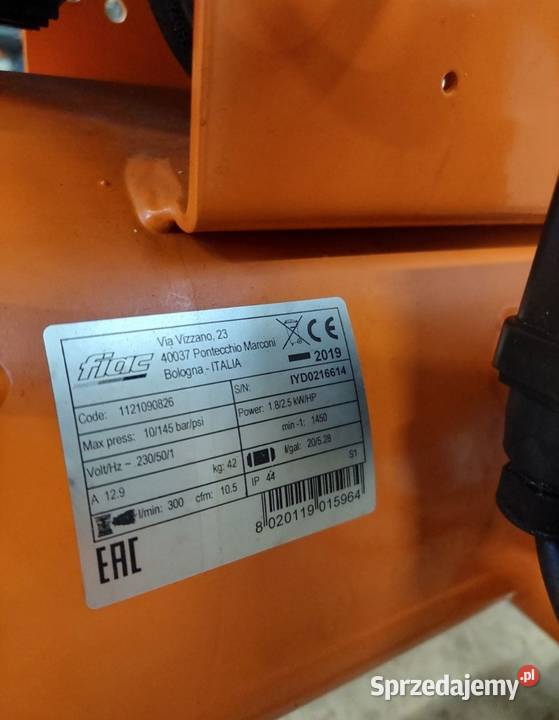 fiac
Via Vizzano, 23
40037 Pontecchio Marconi
Bologna - ITALIA
CE
2019
Code: 1121090826
S/N: IYD0216614
Max press: 10/145 bar/psi
Power: 1.8/2.5 kW/HP
Volt/Hz ~ 230/50/1
min -1: 1450
A 12.9
kg: 42
l/gal: 20/5.28
l/min: 300 cfm: 10.5
IP 44
S1
EAC
8 020119 015964
Sprzedajemy.pl